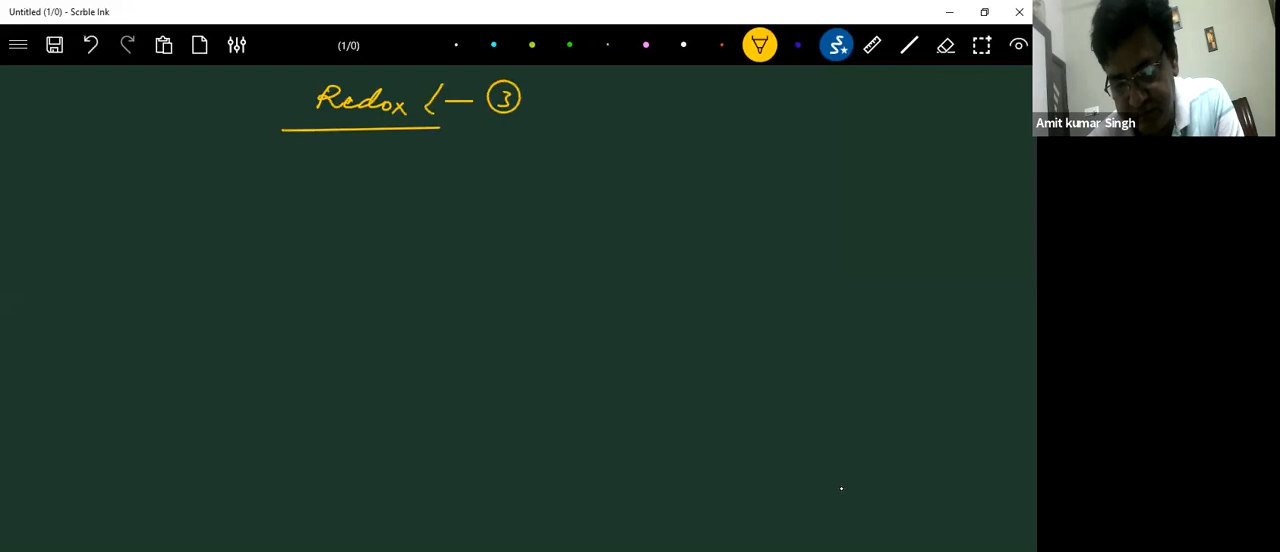 Untitled (1/0) - Scrble Ink
(1/0)
Redox L — ③
Amit kumar Singh